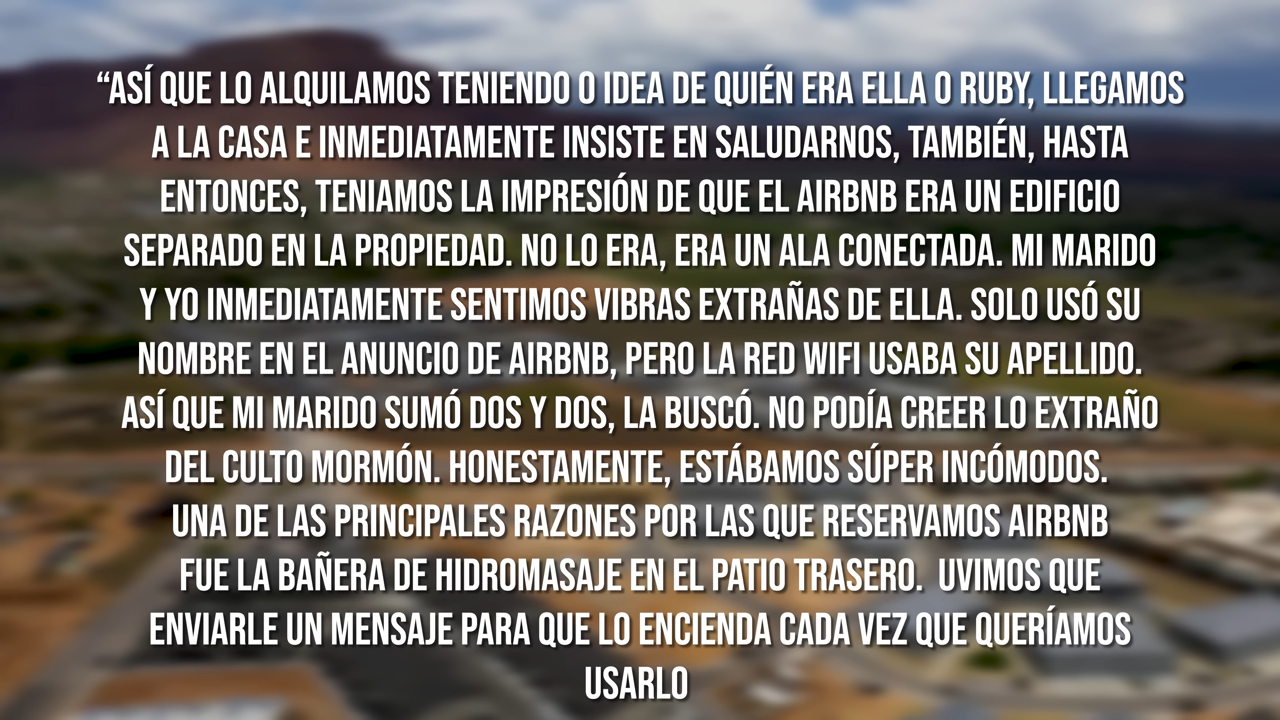 “ASÍ QUE LO ALQUILAMOS TENIENDO O IDEA DE QUIÉN ERA ELLA O RUBY, LLEGAMOS
A LA CASA E INMEDIATAMENTE INSISTE EN SALUDARNOS, TAMBIÉN, HASTA
ENTONCES, TENIAMOS LA IMPRESIÓN DE QUE EL AIRBNB ERA UN EDIFICIO
SEPARADO EN LA PROPIEDAD. NO LO ERA, ERA UN ALA CONECTADA. MI MARIDO
Y YO INMEDIATAMENTE SENTIMOS VIBRAS EXTRAÑAS DE ELLA. SOLO USÓ SU
NOMBRE EN EL ANUNCIO DE AIRBNB, PERO LA RED WIFI USABA SU APELLIDO.
ASÍ QUE MI MARIDO SUMÓ DOS Y DOS, LA BUSCÓ. NO PODÍA CREER LO EXTRAÑO
DEL CULTO MORMÓN. HONESTAMENTE, ESTÁBAMOS SÚPER INCÓMODOS.
UNA DE LAS PRINCIPALES RAZONES POR LAS QUE RESERVAMOS AIRBNB
FUE LA BAÑERA DE HIDROMASAJE EN EL PATIO TRASERO.  UVIMOS QUE
ENVIARLE UN MENSAJE PARA QUE LO ENCIENDA CADA VEZ QUE QUERÍAMOS
USARLO